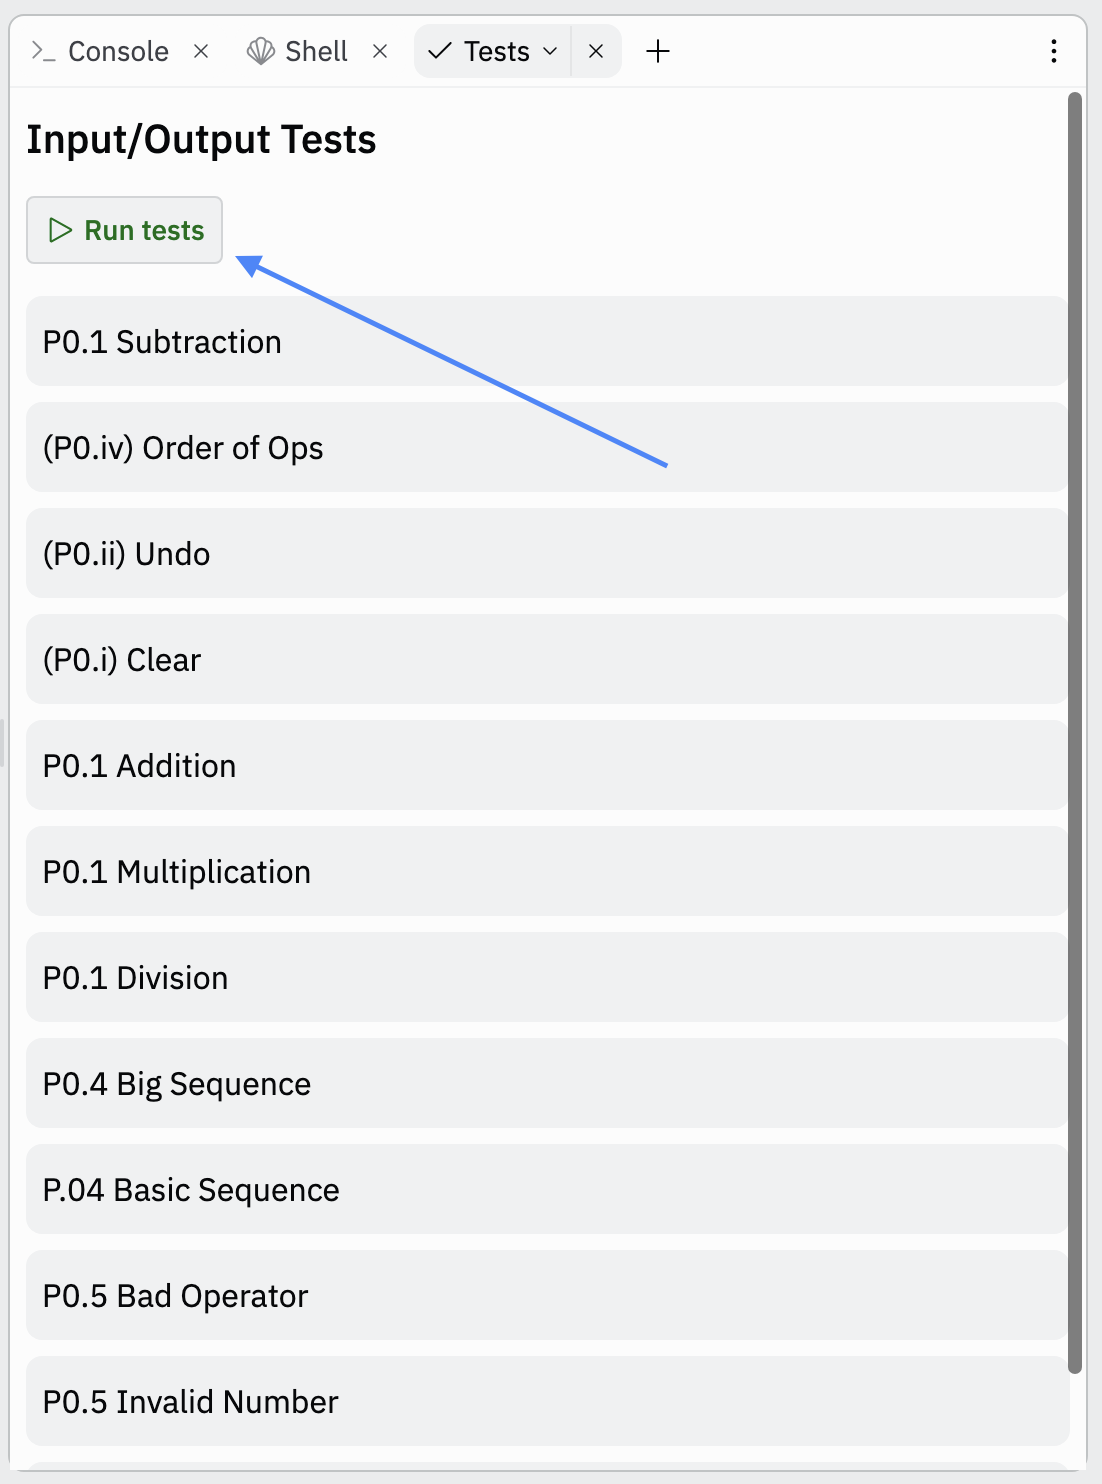 Console Shell Tests
Input/Output Tests
Run tests
P0.1 Subtraction
(P0.iv) Order of Ops
(P0.ii) Undo
(P0.i) Clear
P0.1 Addition
P0.1 Multiplication
P0.1 Division
P0.4 Big Sequence
P.04 Basic Sequence
P0.5 Bad Operator
P0.5 Invalid Number